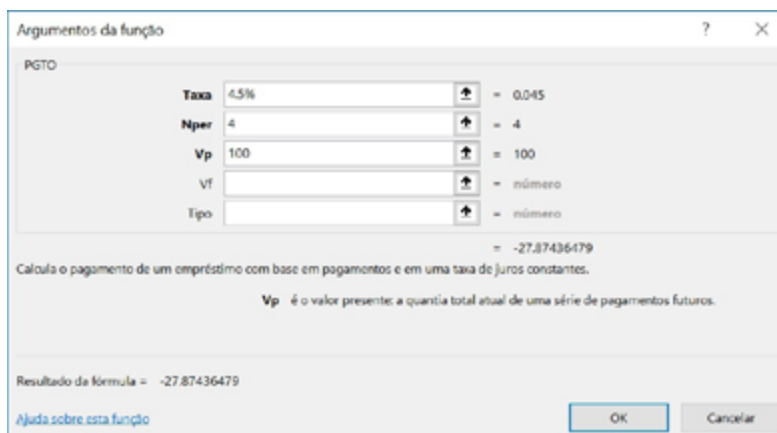 Argumentos da função ? ×
PGTO
Taxa 4.5% = 0.045
Nper 4 = 4
Vp 100 = 100
Vf = número
Tipo = número
= -27.87436479
Calcula o pagamento de um empréstimo com base em pagamentos e em uma taxa de juros constantes.
Vp é o valor presente: a quantia total atual de uma série de pagamentos futuros.
Resultado da fórmula = -27.87436479
Ajuda sobre esta função OK Cancelar